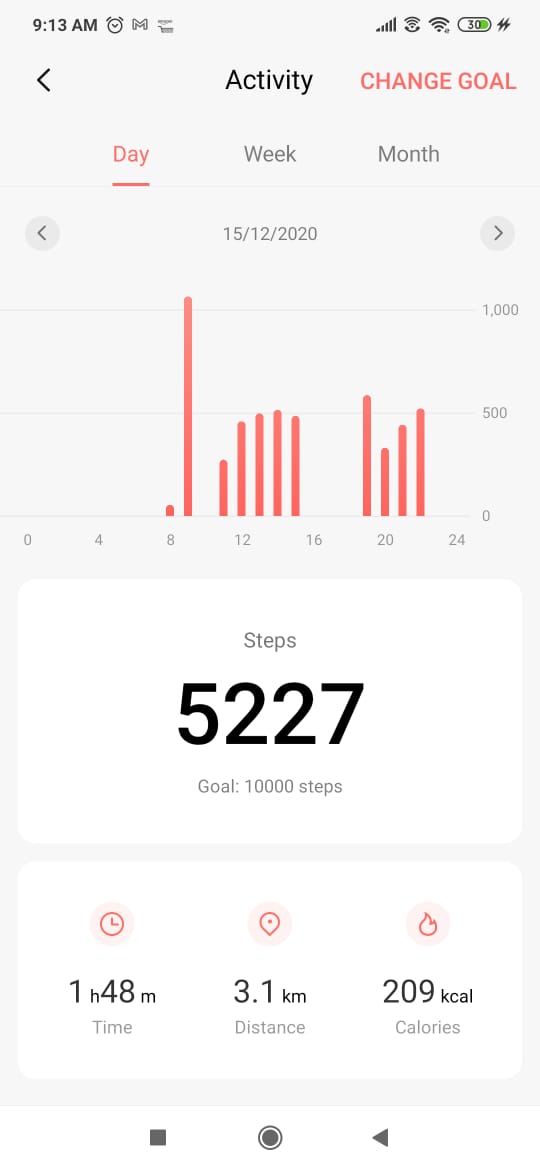 9:13 AM 30
Activity CHANGE GOAL
Day Week Month
15/12/2020
1,000
500
0
0 4 8 12 16 20 24
Steps
5227
Goal: 10000 steps
1 h48 m 3.1 km 209 kcal
Time Distance Calories